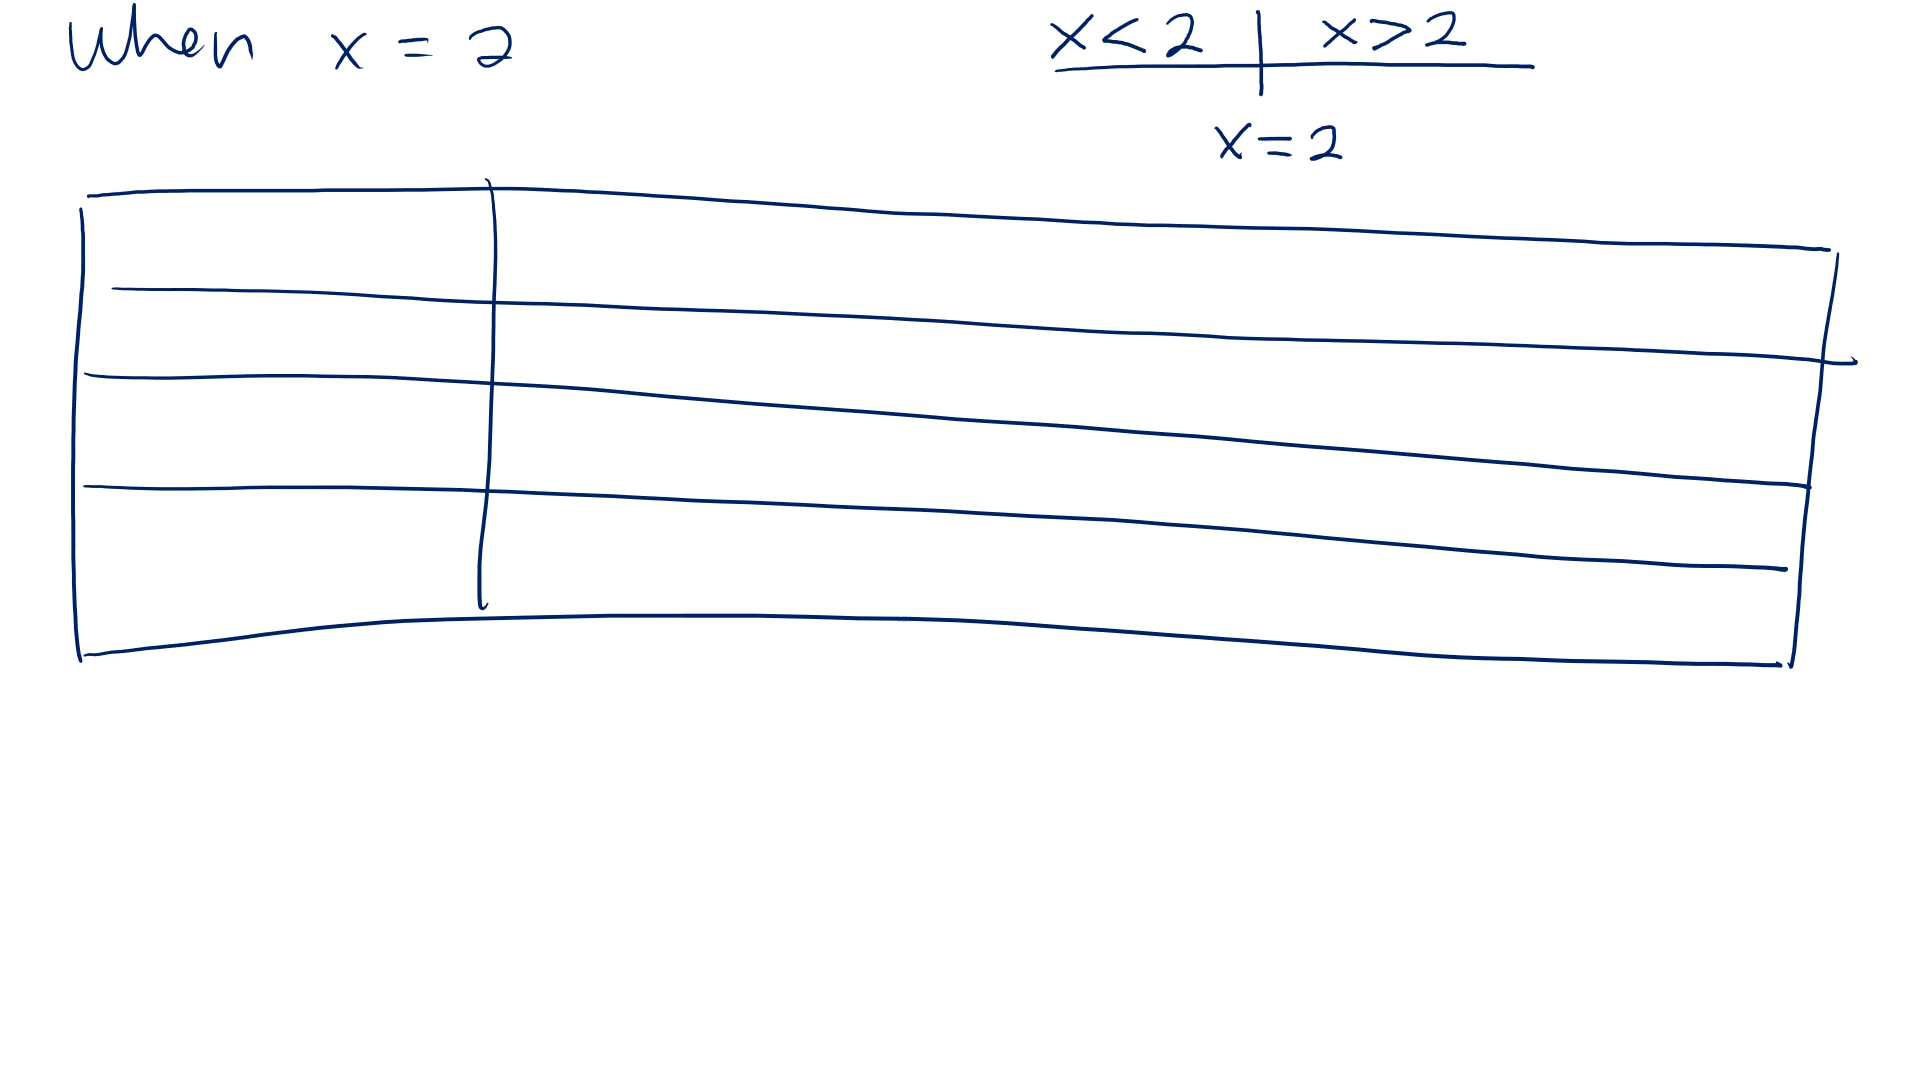 when x = 2
x < 2 | x > 2
x = 2